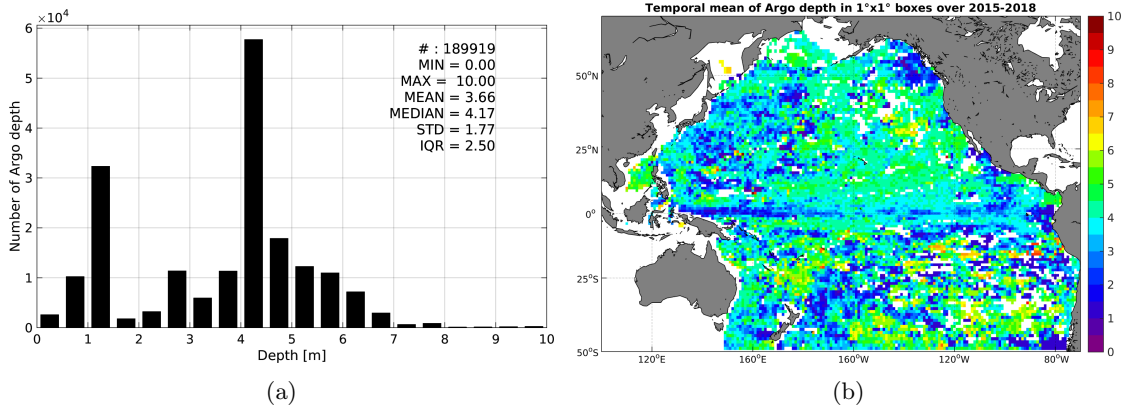 ×10⁴
6
5
4
3
2
1
0
Number of Argo depth
# : 189919
MIN = 0.00
MAX = 10.00
MEAN = 3.66
MEDIAN = 4.17
STD = 1.77
IQR = 2.50
0 1 2 3 4 5 6 7 8 9 10
Depth [m]
(a)
Temporal mean of Argo depth in 1°x1° boxes over 2015-2018
50°N
25°N
0°
25°S
50°S
120°E 160°E 160°W 120°W 80°W
10
9
8
7
6
5
4
3
2
1
0
(b)